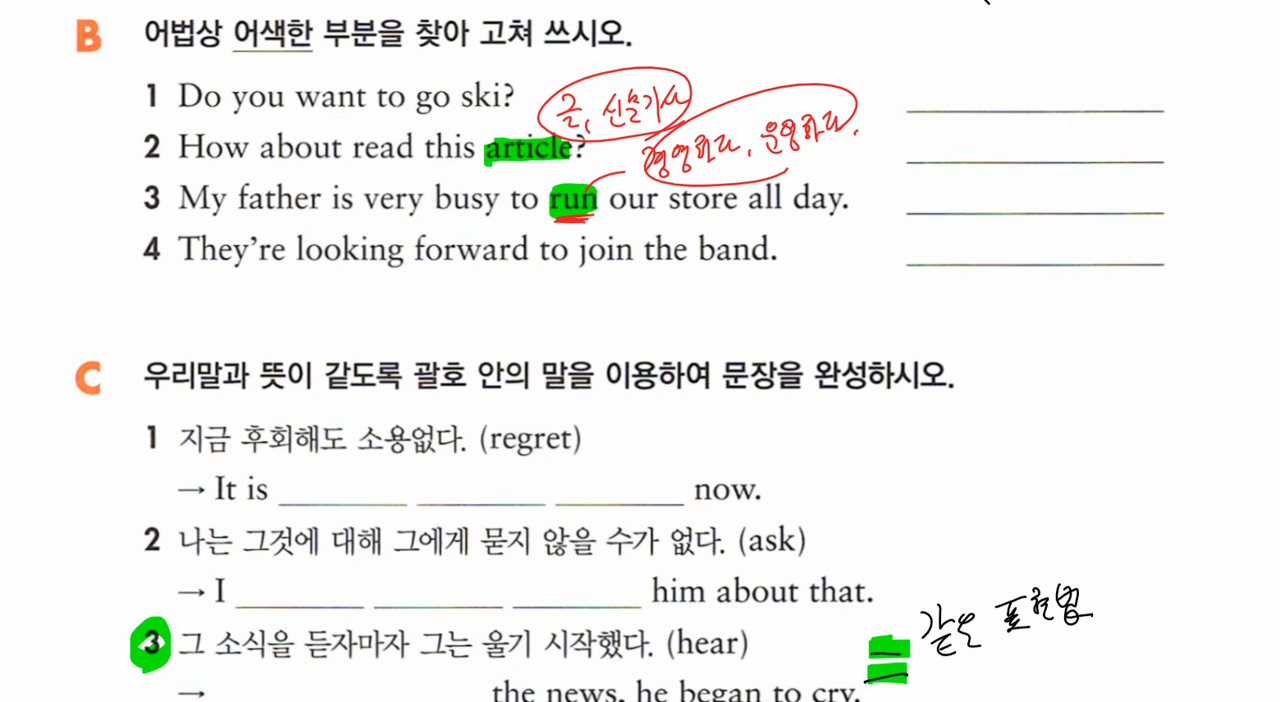 B 어법상 어색한 부분을 찾아 고쳐 쓰시오.
1 Do you want to go ski?
글, 신문기사
2 How about read this article?
경영하다, 운영하다.
3 My father is very busy to run our store all day.
4 They're looking forward to join the band.
C 우리말과 뜻이 같도록 괄호 안의 말을 이용하여 문장을 완성하시오.
1 지금 후회해도 소용없다. (regret)
→ It is ______ ______ ______ now.
2 나는 그것에 대해 그에게 묻지 않을 수가 없다. (ask)
→ I ______ ______ ______ him about that.
3 그 소식을 듣자마자 그는 울기 시작했다. (hear)
= 같은 표현법
→ the news, he began to cry.